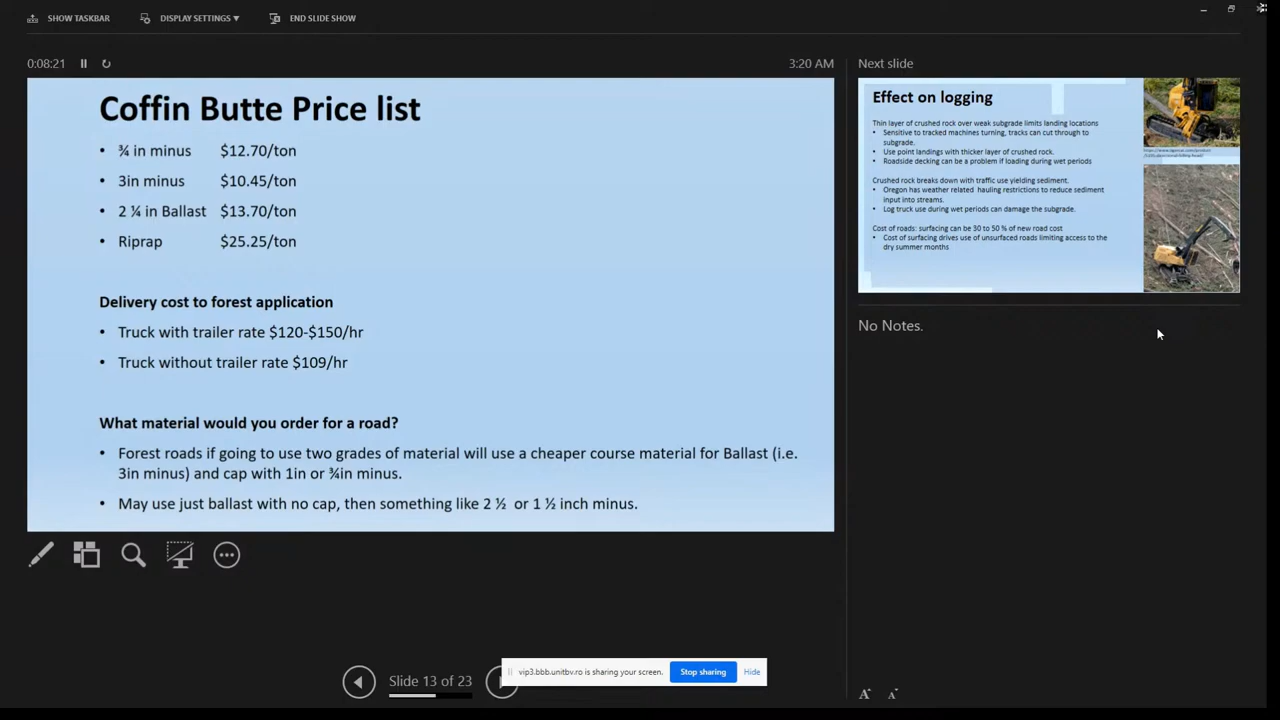 SHOW TASKBAR
DISPLAY SETTINGS ▾
END SLIDE SHOW
0:08:21
3:20 AM
Coffin Butte Price list
• ¾ in minus $12.70/ton
• 3in minus $10.45/ton
• 2 ¼ in Ballast $13.70/ton
• Riprap $25.25/ton
Delivery cost to forest application
• Truck with trailer rate $120-$150/hr
• Truck without trailer rate $109/hr
What material would you order for a road?
• Forest roads if going to use two grades of material will use a cheaper course material for Ballast (i.e.
3in minus) and cap with 1in or ¾in minus.
• May use just ballast with no cap, then something like 2 ½ or 1 ½ inch minus.
Next slide
Effect on logging
Thin layer of crushed rock over weak subgrade limits landing locations
• Sensitive to tracked machines turning, tracks can cut through to
subgrade.
• Use point landings with thicker layer of crushed rock.
• Roadside decking can be a problem if loading during wet periods
Crushed rock breaks down with traffic use yielding sediment.
• Oregon has weather related hauling restrictions to reduce sediment
input into streams.
• Log truck use during wet periods can damage the subgrade.
Cost of roads: surfacing can be 30 to 50 % of new road cost
• Cost of surfacing drives use of unsurfaced roads limiting access to the
dry summer months
No Notes.
Slide 13 of 23
vip3.bbb.unitbv.ro is sharing your screen.
Stop sharing
Hide
A A